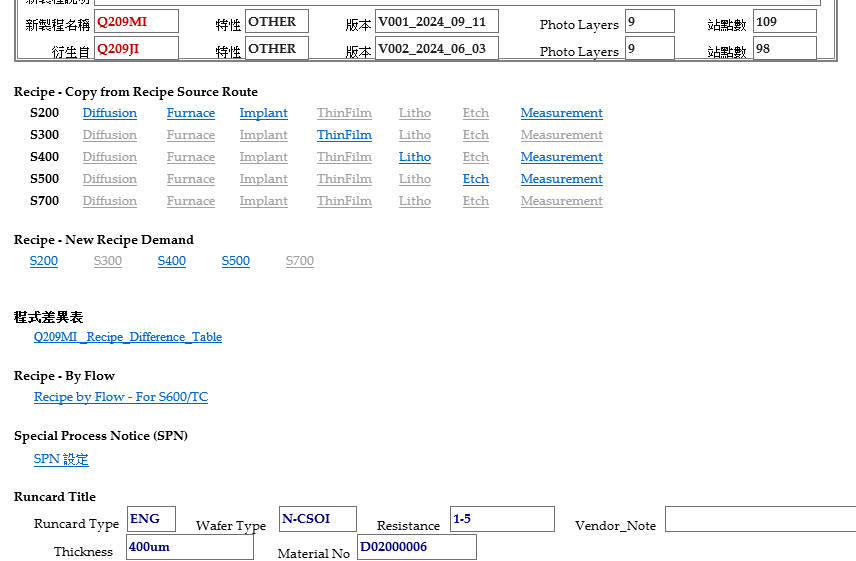 新製程說明
新製程名稱 Q209MI 特性 OTHER 版本 V001_2024_09_11 Photo Layers 9 站點數 109
衍生自 Q209JI 特性 OTHER 版本 V002_2024_06_03 Photo Layers 9 站點數 98
Recipe - Copy from Recipe Source Route
S200 Diffusion Furnace Implant ThinFilm Litho Etch Measurement
S300 Diffusion Furnace Implant ThinFilm Litho Etch Measurement
S400 Diffusion Furnace Implant ThinFilm Litho Etch Measurement
S500 Diffusion Furnace Implant ThinFilm Litho Etch Measurement
S700 Diffusion Furnace Implant ThinFilm Litho Etch Measurement
Recipe - New Recipe Demand
S200 S300 S400 S500 S700
程式差異表
Q209MI_Recipe_Difference_Table
Recipe - By Flow
Recipe by Flow - For S600/TC
Special Process Notice (SPN)
SPN 設定
Runcard Title
Runcard Type ENG Wafer Type N-CSOI Resistance 1-5 Vendor_Note
Thickness 400um Material No D02000006